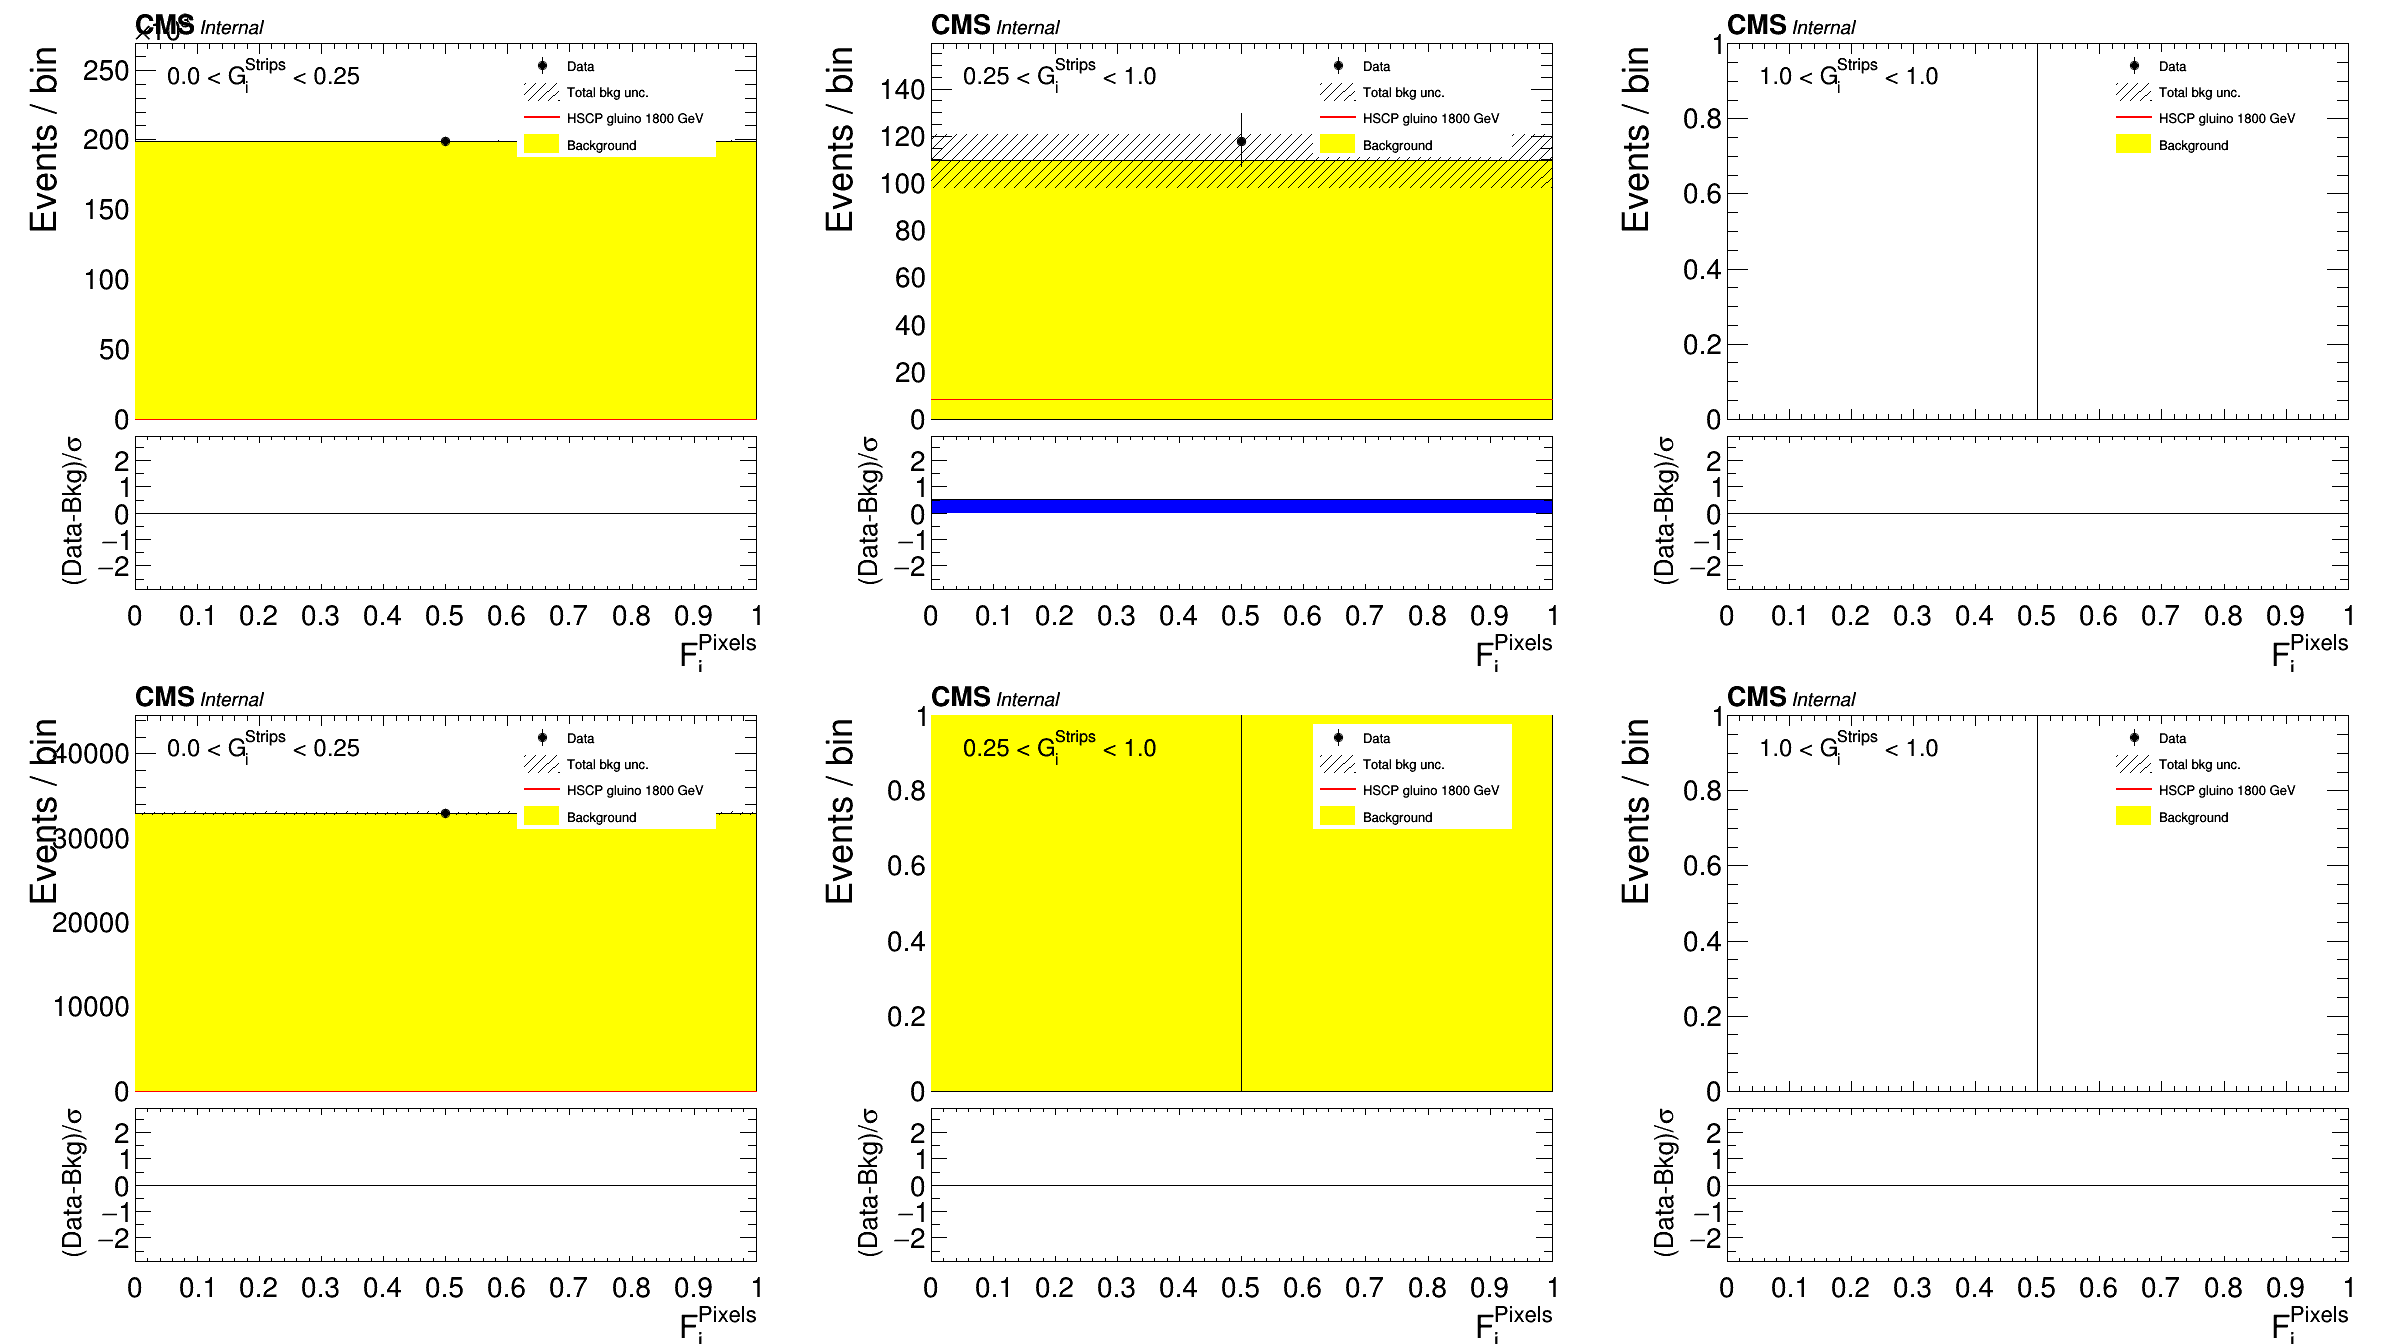 CMS Internal
×10³
Events / bin
0.0 < G_i^Strips < 0.25
Data
Total bkg unc.
HSCP gluino 1800 GeV
Background
250
200
150
100
50
0
(Data-Bkg)/σ
2
1
0
−1
−2
0 0.1 0.2 0.3 0.4 0.5 0.6 0.7 0.8 0.9 1
F_i^Pixels
CMS Internal
Events / bin
0.25 < G_i^Strips < 1.0
Data
Total bkg unc.
HSCP gluino 1800 GeV
Background
140
120
100
80
60
40
20
0
(Data-Bkg)/σ
2
1
0
−1
−2
0 0.1 0.2 0.3 0.4 0.5 0.6 0.7 0.8 0.9 1
F_i^Pixels
CMS Internal
Events / bin
1.0 < G_i^Strips < 1.0
Data
Total bkg unc.
HSCP gluino 1800 GeV
Background
1
0.8
0.6
0.4
0.2
0
(Data-Bkg)/σ
2
1
0
−1
−2
0 0.1 0.2 0.3 0.4 0.5 0.6 0.7 0.8 0.9 1
F_i^Pixels
CMS Internal
Events / bin
0.0 < G_i^Strips < 0.25
Data
Total bkg unc.
HSCP gluino 1800 GeV
Background
40000
30000
20000
10000
0
(Data-Bkg)/σ
2
1
0
−1
−2
0 0.1 0.2 0.3 0.4 0.5 0.6 0.7 0.8 0.9 1
F_i^Pixels
CMS Internal
Events / bin
0.25 < G_i^Strips < 1.0
Data
Total bkg unc.
HSCP gluino 1800 GeV
Background
1
0.8
0.6
0.4
0.2
0
(Data-Bkg)/σ
2
1
0
−1
−2
0 0.1 0.2 0.3 0.4 0.5 0.6 0.7 0.8 0.9 1
F_i^Pixels
CMS Internal
Events / bin
1.0 < G_i^Strips < 1.0
Data
Total bkg unc.
HSCP gluino 1800 GeV
Background
1
0.8
0.6
0.4
0.2
0
(Data-Bkg)/σ
2
1
0
−1
−2
0 0.1 0.2 0.3 0.4 0.5 0.6 0.7 0.8 0.9 1
F_i^Pixels